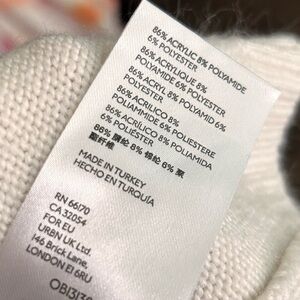 86% ACRYLIC 8% POLYAMIDE
6% POLYESTER
86% ACRYLIQUE 6%
POLYAMIDE 6% POLYESTER
86% ACRYL 8% POLYAMID 6%
POLYESTER
86% ACRILICO 8%
POLIAMMIDE 6% POLIESTERE
86% ACRÍLICO 8% POLIAMIDA
6% POLIÉSTER
MADE IN TURKEY
HECHO EN TURQUÍA
RN 66170
CA 32054
FOR EU
URBN UK Ltd.
146 Brick Lane,
LONDON E1 6RU